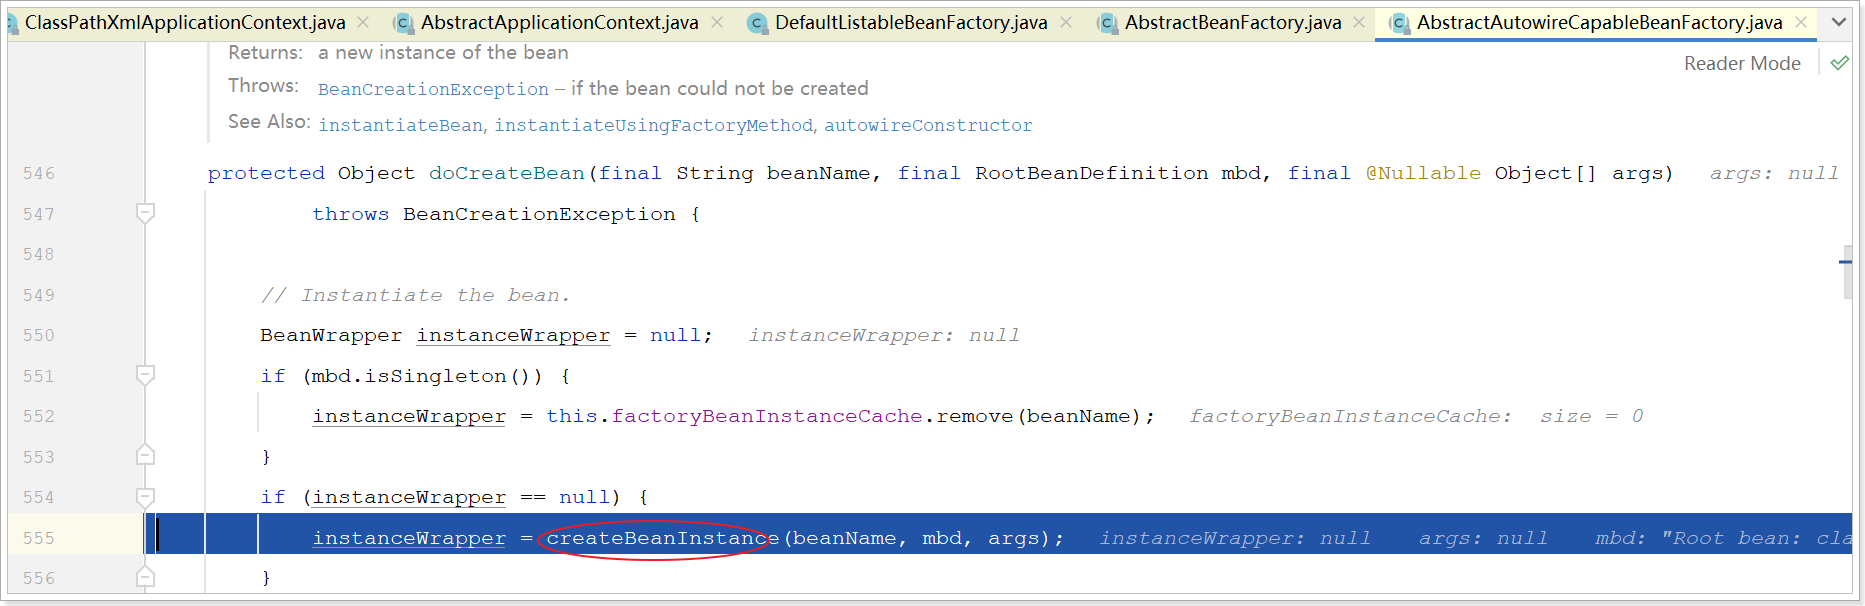 ClassPathXmlApplicationContext.java AbstractApplicationContext.java DefaultListableBeanFactory.java AbstractBeanFactory.java AbstractAutowireCapableBeanFactory.java
Returns: a new instance of the bean
Reader Mode
Throws: BeanCreationException – if the bean could not be created
See Also: instantiateBean, instantiateUsingFactoryMethod, autowireConstructor
546 protected Object doCreateBean(final String beanName, final RootBeanDefinition mbd, final @Nullable Object[] args) args: null
547 throws BeanCreationException {
548
549 // Instantiate the bean.
550 BeanWrapper instanceWrapper = null; instanceWrapper: null
551 if (mbd.isSingleton()) {
552 instanceWrapper = this.factoryBeanInstanceCache.remove(beanName); factoryBeanInstanceCache: size = 0
553 }
554 if (instanceWrapper == null) {
555 instanceWrapper = createBeanInstance(beanName, mbd, args); instanceWrapper: null args: null mbd: "Root bean: cla
556 }